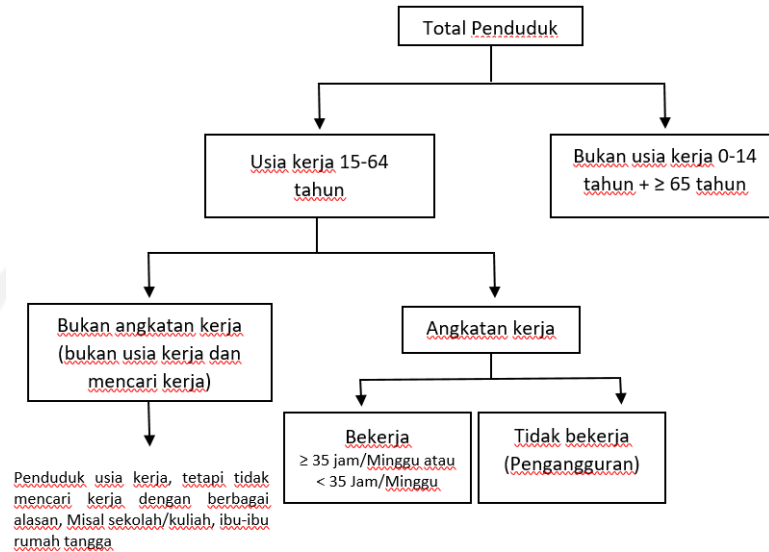 Total Penduduk
Usia kerja 15-64
tahun
Bukan usia kerja 0-14
tahun + ≥ 65 tahun
Bukan angkatan kerja
(bukan usia kerja dan
mencari kerja)
Angkatan kerja
Bekerja
≥ 35 jam/Minggu atau
< 35 Jam/Minggu
Tidak bekerja
(Pengangguran)
Penduduk usia kerja, tetapi tidak
mencari kerja dengan berbagai
alasan, Misal sekolah/kuliah, ibu-ibu
rumah tangga